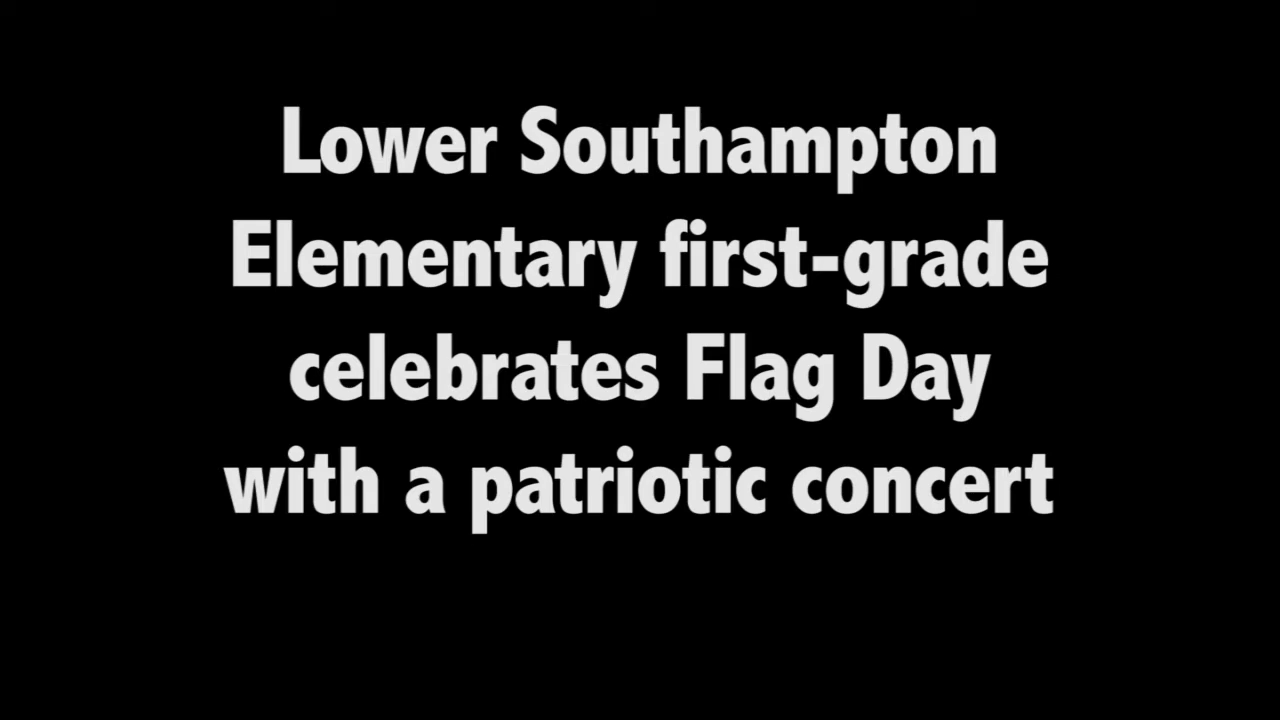 Lower Southampton
Elementary first-grade
celebrates Flag Day
with a patriotic concert